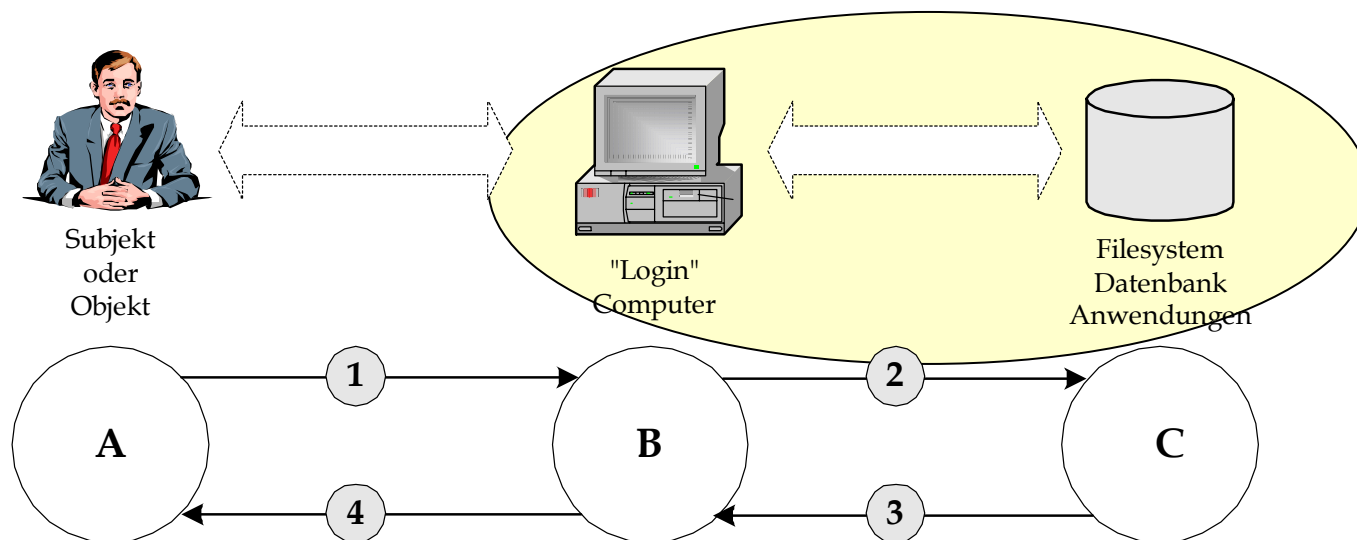 Subjekt
oder
Objekt
"Login"
Computer
Filesystem
Datenbank
Anwendungen
1
2
A
B
C
4
3